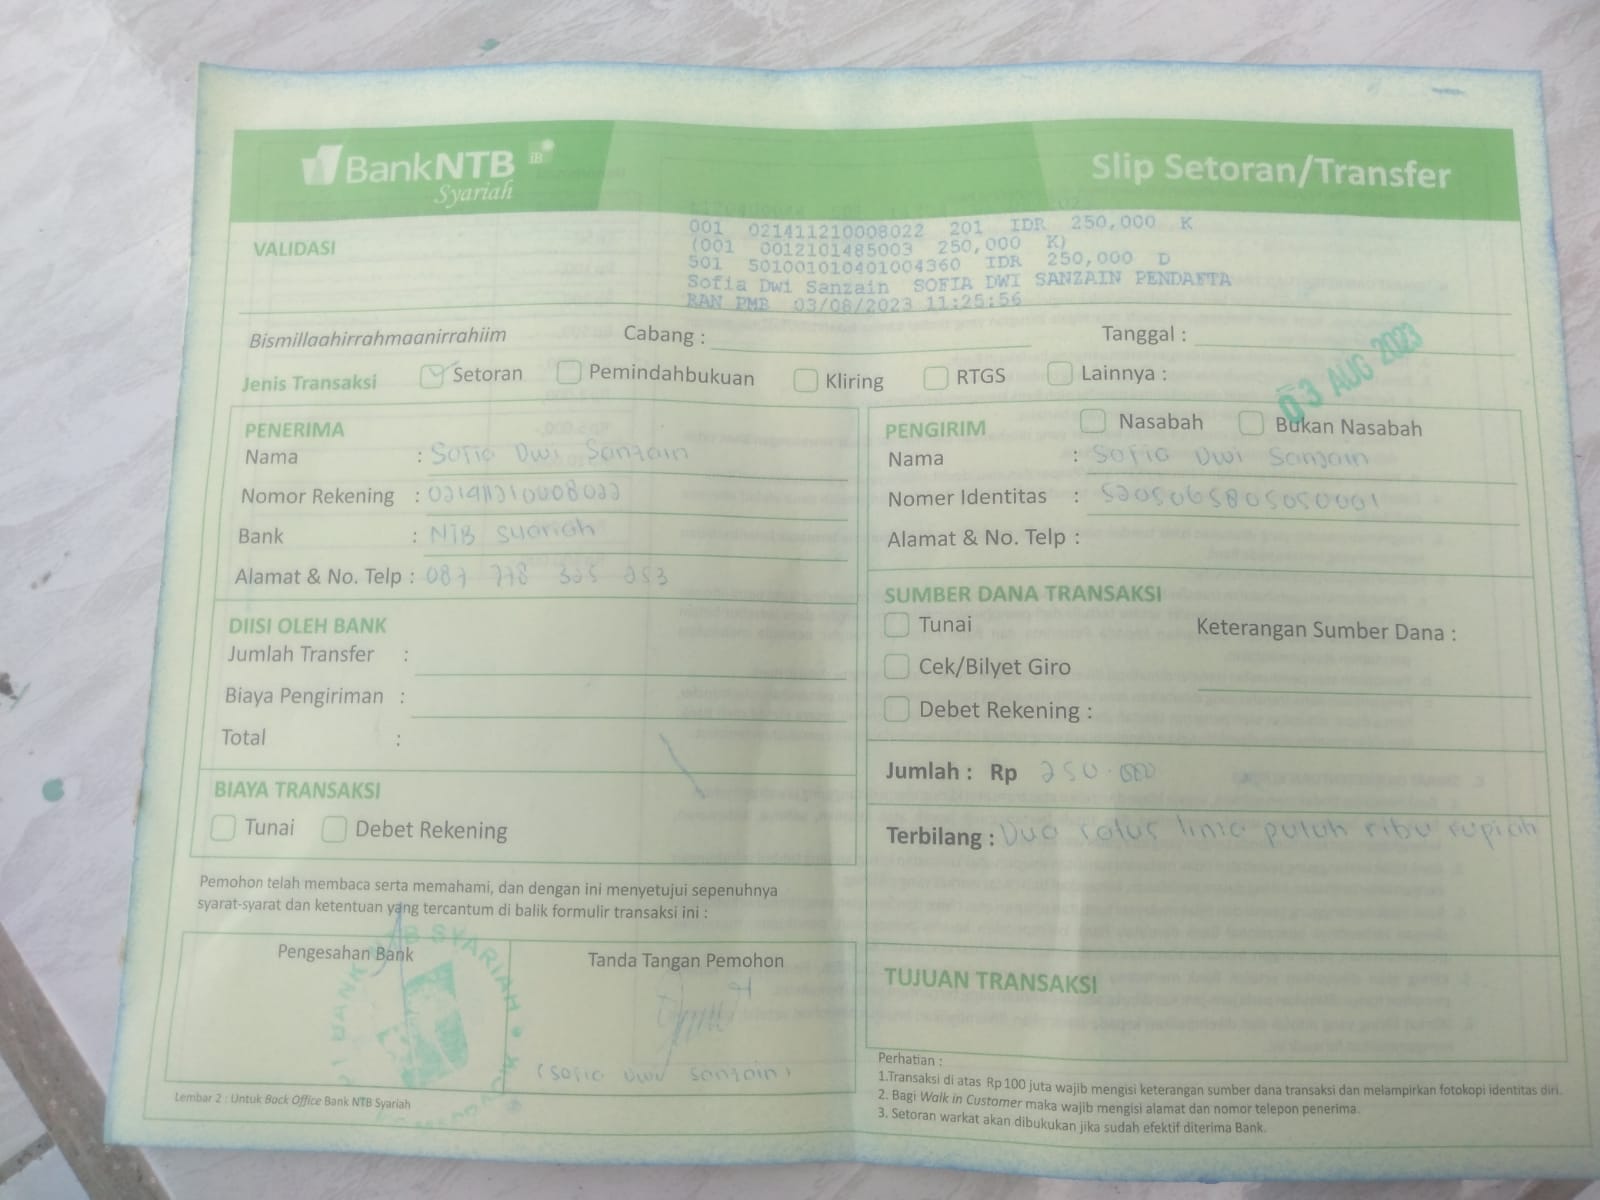 BankNTB iB
Syariah
Slip Setoran/Transfer
VALIDASI
001 021411210008022 201 IDR 250,000 K
(001 0012101485003 250,000 K)
501 501001010401004360 IDR 250,000 D
Sofia Dwi Sanzain SOFIA DWI SANZAIN PENDAFTA
RAN PMB 03/08/2023 11:25:56
Bismillaahirrahmaanirrahiim Cabang : Tanggal :
03 AUG 2023
Jenis Transaksi Setoran Pemindahbukuan Kliring RTGS Lainnya :
PENERIMA
Nama : Sofia Dwi Sanzain
Nomor Rekening : 021411210008022
Bank : NTB Syariah
Alamat & No. Telp : 087 778 325 253
DIISI OLEH BANK
Jumlah Transfer :
Biaya Pengiriman :
Total :
BIAYA TRANSAKSI
Tunai Debet Rekening
PENGIRIM Nasabah Bukan Nasabah
Nama : Sofia Dwi Sanzain
Nomer Identitas : 5205065805050001
Alamat & No. Telp :
SUMBER DANA TRANSAKSI
Tunai Keterangan Sumber Dana :
Cek/Bilyet Giro
Debet Rekening :
Jumlah : Rp 250.000
Terbilang : Dua ratus lima puluh ribu rupiah
TUJUAN TRANSAKSI
Pemohon telah membaca serta memahami, dan dengan ini menyetujui sepenuhnya
syarat-syarat dan ketentuan yang tercantum di balik formulir transaksi ini :
Pengesahan Bank Tanda Tangan Pemohon
BANK NTB SYARIAH
(Sofia Dwi Sanzain)
Lembar 2 : Untuk Back Office Bank NTB Syariah
Perhatian :
1.Transaksi di atas Rp100 juta wajib mengisi keterangan sumber dana transaksi dan melampirkan fotokopi identitas diri.
2. Bagi Walk in Customer maka wajib mengisi alamat dan nomor telepon penerima.
3. Setoran warkat akan dibukukan jika sudah efektif diterima Bank.